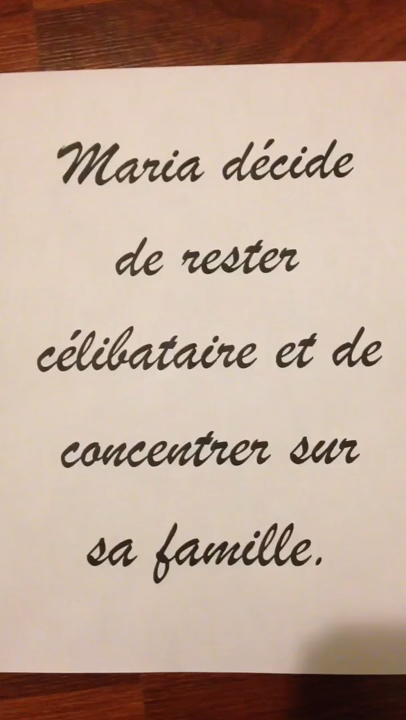 Maria décide
de rester
célibataire et de
concentrer sur
sa famille.